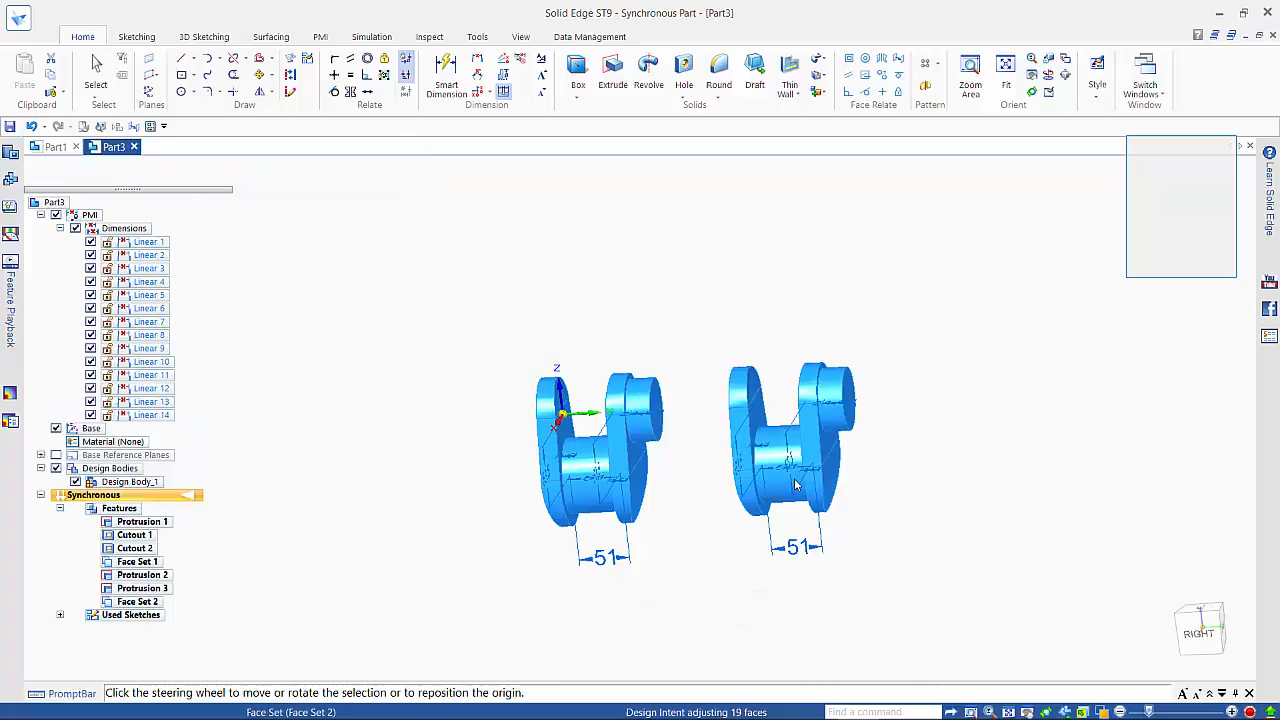 Solid Edge ST9 - Synchronous Part - [Part3]
Home Sketching 3D Sketching Surfacing PMI Simulation Inspect Tools View Data Management
Paste Select Smart Dimension Box Extrude Revolve Hole Round Draft Thin Wall Zoom Area Fit Style Switch Windows
Clipboard Select Planes Draw Relate Dimension Solids Face Relate Pattern Orient Window
Part1 Part3
Learn Solid Edge
Feature Playback
Part3
PMI
Dimensions
Linear 1
Linear 2
Linear 3
Linear 4
Linear 5
Linear 6
Linear 7
Linear 8
Linear 9
Linear 10
Linear 11
Linear 12
Linear 13
Linear 14
Base
Material (None)
Base Reference Planes
Design Bodies
Design Body_1
Synchronous
Features
Protrusion 1
Cutout 1
Cutout 2
Face Set 1
Protrusion 2
Protrusion 3
Face Set 2
Used Sketches
Z
51 51
RIGHT
PromptBar Click the steering wheel to move or rotate the selection or to reposition the origin.
Face Set (Face Set 2) Design Intent adjusting 19 faces Find a command